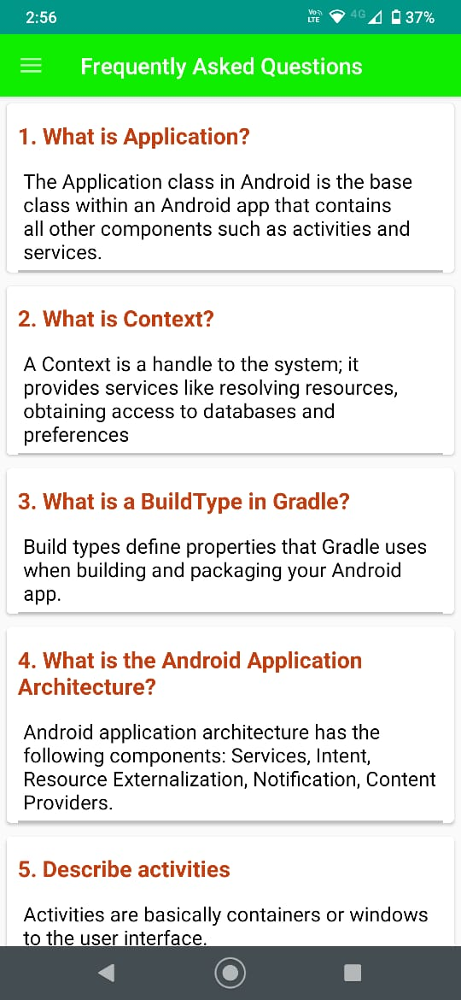 2:56
Vo
LTE
4G
37%
Frequently Asked Questions
1. What is Application?
The Application class in Android is the base
class within an Android app that contains
all other components such as activities and
services.
2. What is Context?
A Context is a handle to the system; it
provides services like resolving resources,
obtaining access to databases and
preferences
3. What is a BuildType in Gradle?
Build types define properties that Gradle uses
when building and packaging your Android
app.
4. What is the Android Application
Architecture?
Android application architecture has the
following components: Services, Intent,
Resource Externalization, Notification, Content
Providers.
5. Describe activities
Activities are basically containers or windows
to the user interface.